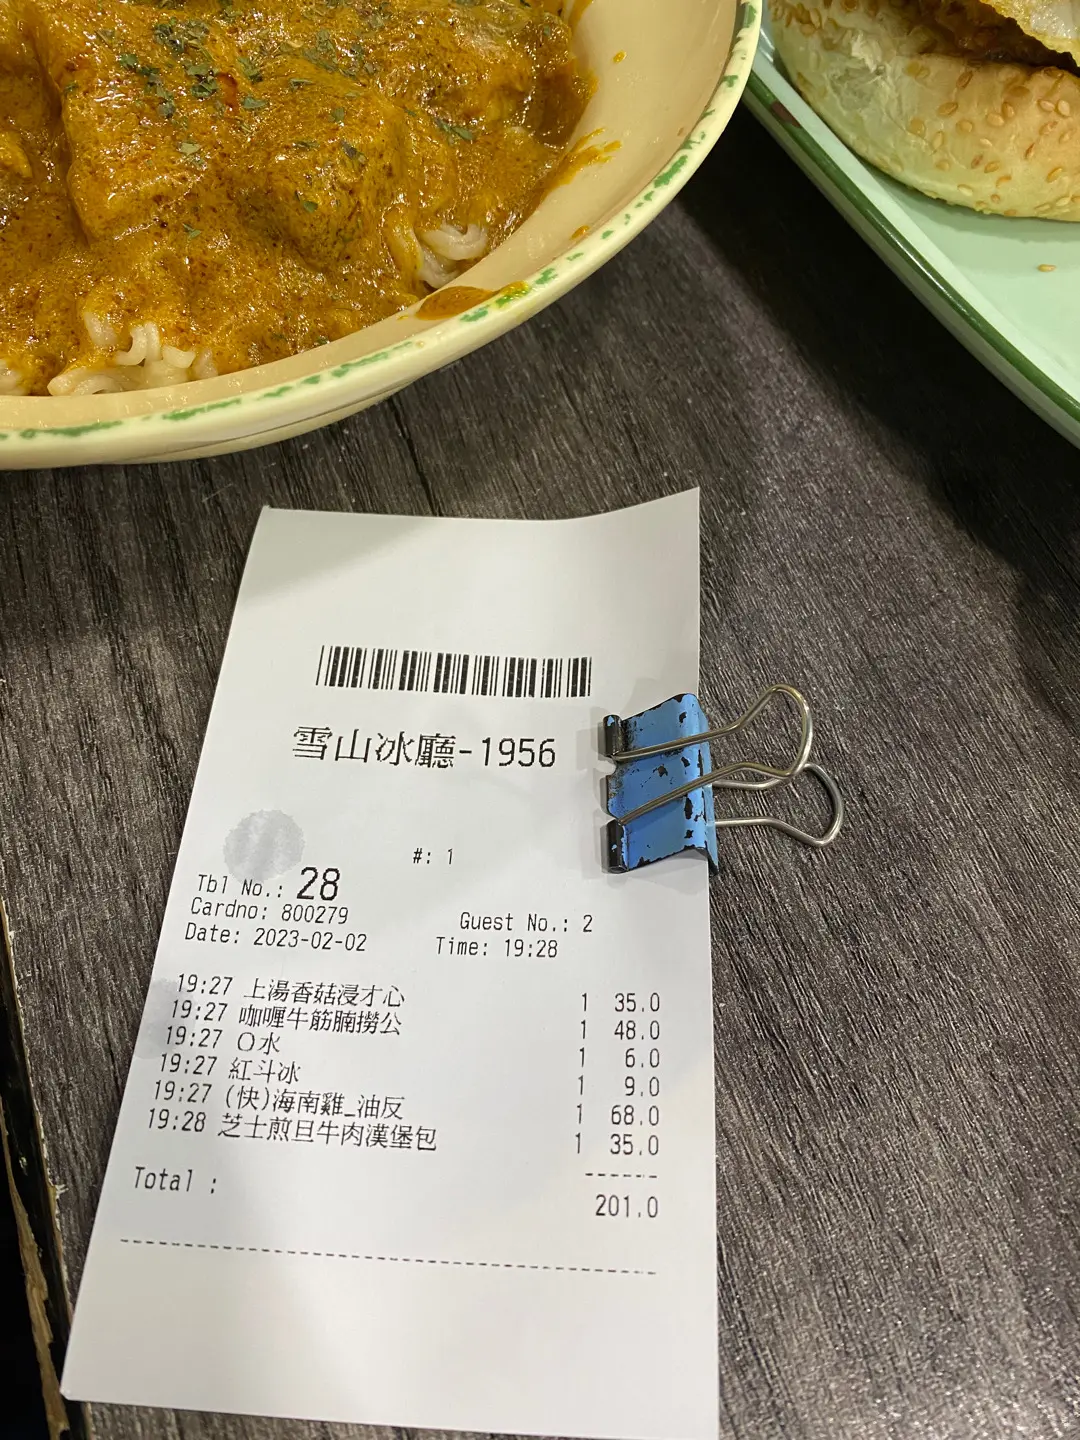 雪山冰廳-1956
#: 1
Tbl No.: 28
Cardno: 800279 Guest No.: 2
Date: 2023-02-02 Time: 19:28
19:27 上湯香菇浸才心 1 35.0
19:27 咖喱牛筋腩撈公 1 48.0
19:27 〇水 1 6.0
19:27 紅斗冰 1 9.0
19:27 (快)海南雞_油反 1 68.0
19:28 芝士煎旦牛肉漢堡包 1 35.0
------
Total : 201.0